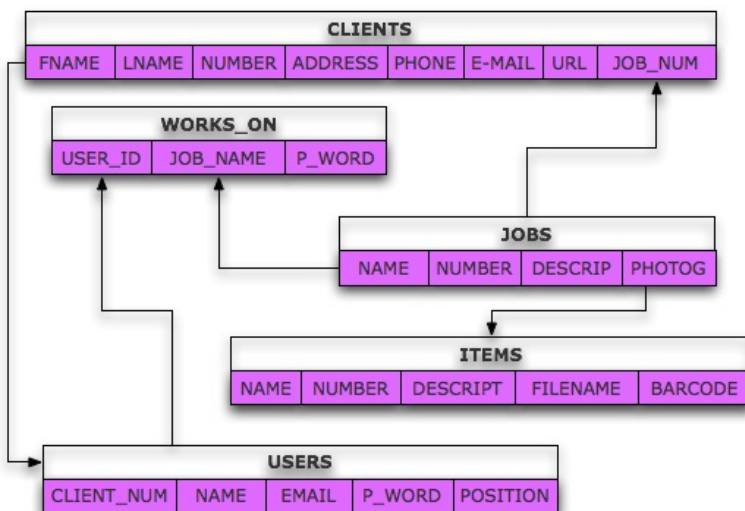 CLIENTS
FNAME LNAME NUMBER ADDRESS PHONE E-MAIL URL JOB_NUM
WORKS_ON
USER_ID JOB_NAME P_WORD
JOBS
NAME NUMBER DESCRIP PHOTOG
ITEMS
NAME NUMBER DESCRIPT FILENAME BARCODE
USERS
CLIENT_NUM NAME EMAIL P_WORD POSITION